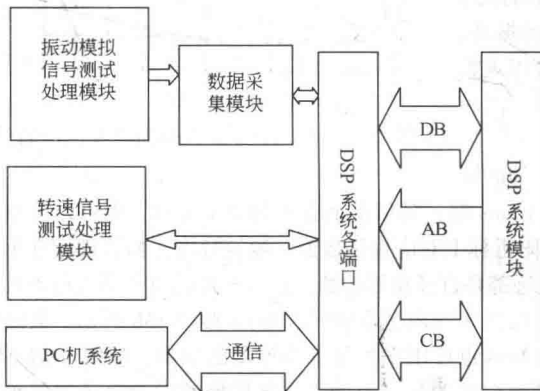 振动模拟
信号测试
处理模块
数据采
集模块
转速信号
测试处理
模块
PC机系统
通信
DSP 系统各端口
DB
AB
CB
DSP 系统模块